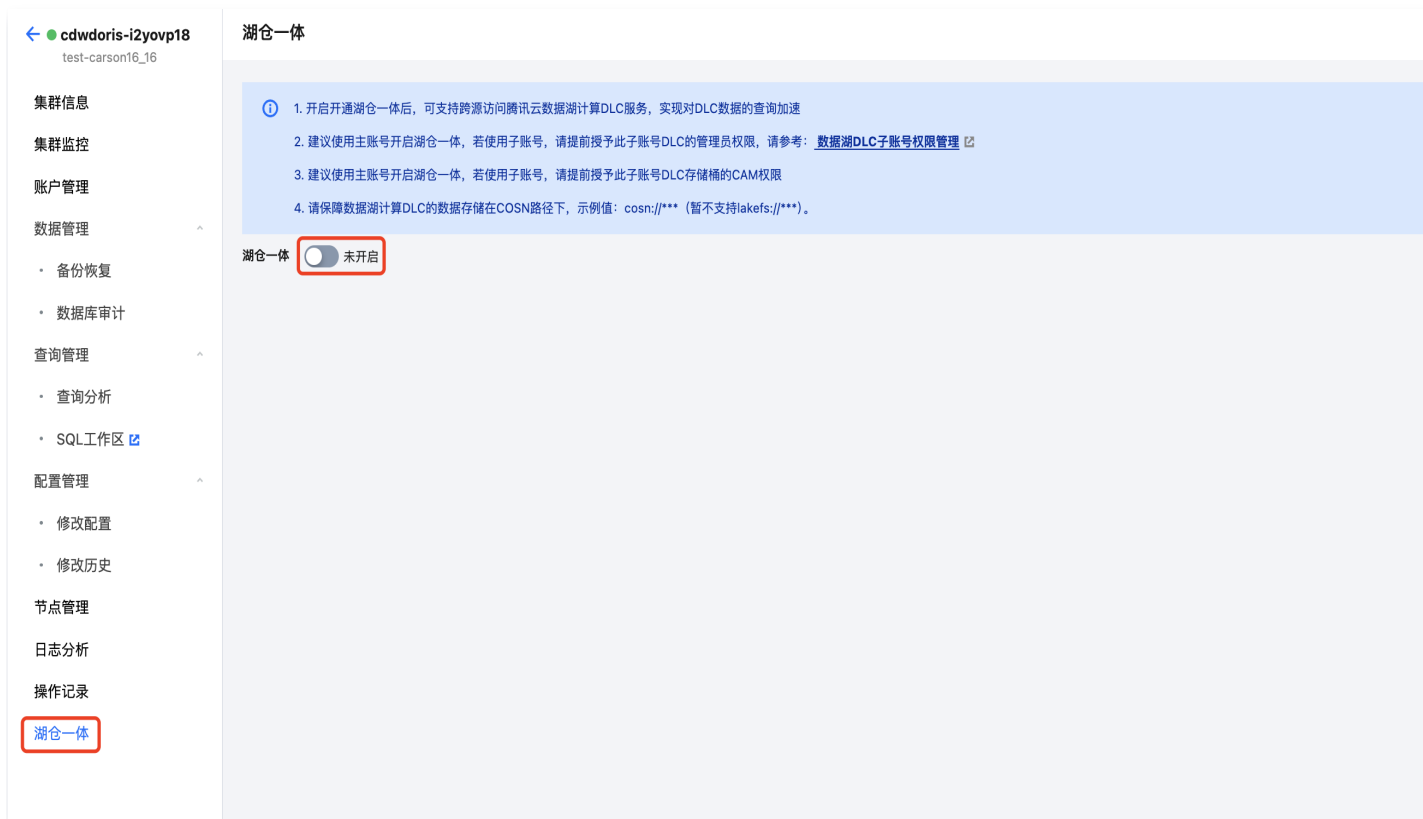 cdwdoris-i2yovp18
test-carson16_16
集群信息
集群监控
账户管理
数据管理
备份恢复
数据库审计
查询管理
查询分析
SQL工作区
配置管理
修改配置
修改历史
节点管理
日志分析
操作记录
湖仓一体
湖仓一体
1. 开启开通湖仓一体后，可支持跨源访问腾讯云数据湖计算DLC服务，实现对DLC数据的查询加速
2. 建议使用主账号开启湖仓一体，若使用子账号，请提前授予此子账号DLC的管理员权限，请参考： 数据湖DLC子账号权限管理
3. 建议使用主账号开启湖仓一体，若使用子账号，请提前授予此子账号DLC存储桶的CAM权限
4. 请保障数据湖计算DLC的数据存储在COSN路径下，示例值：cosn://***（暂不支持lakefs://***）。
湖仓一体 未开启